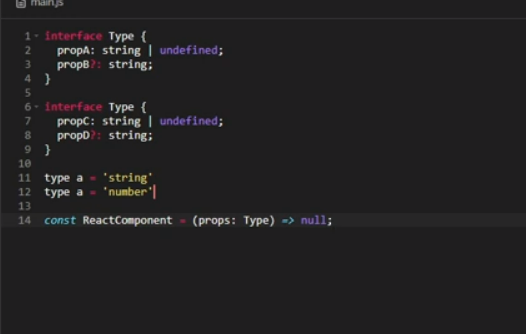 main.js
1 interface Type {
2 propA: string | undefined;
3 propB?: string;
4 }
5
6 interface Type {
7 propC: string | undefined;
8 propD?: string;
9 }
10
11 type a = 'string'
12 type a = 'number'
13
14 const ReactComponent = (props: Type) => null;